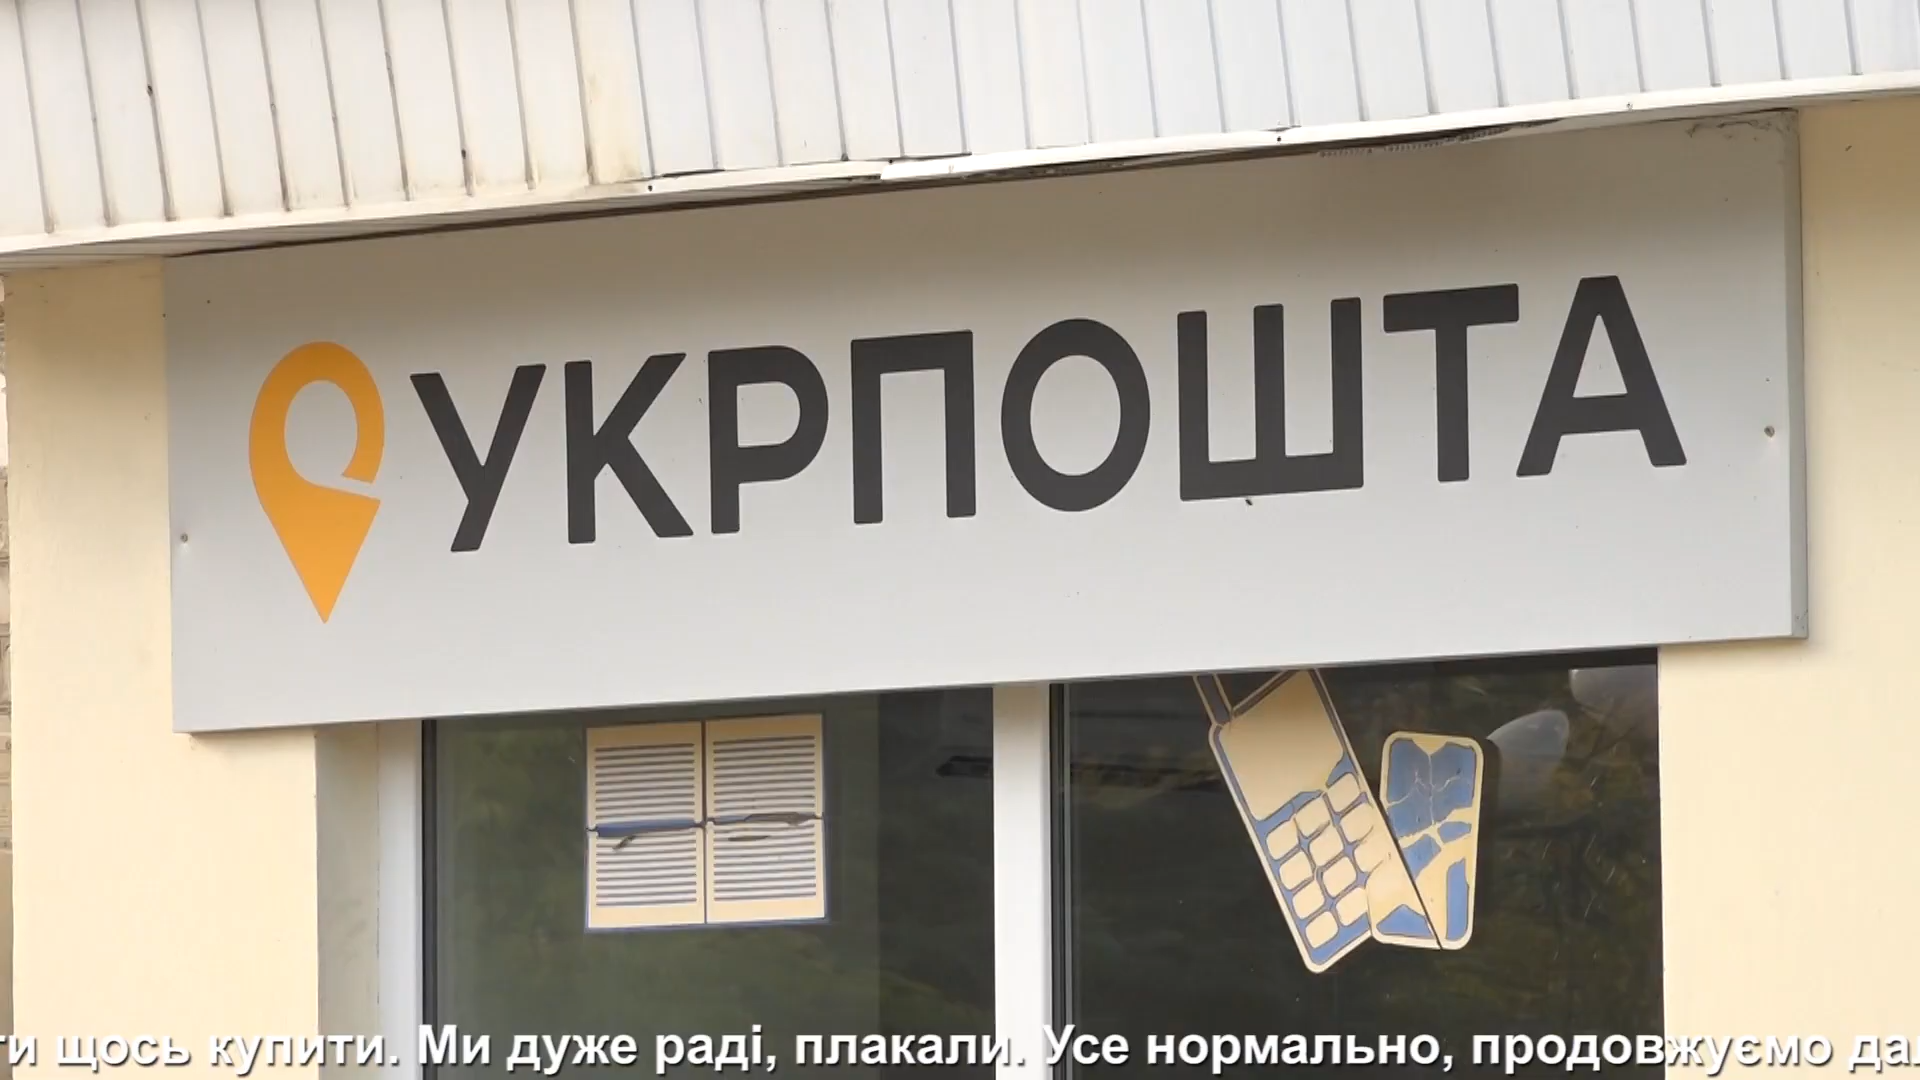 УКРПОШТА
щось купити. Ми дуже раді, плакали. Усе нормально, продовжуємо